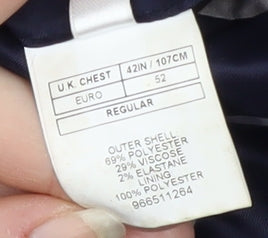 U.K. CHEST 42IN / 107CM
EURO 52
REGULAR
OUTER SHELL
69% POLYESTER
29% VISCOSE
2% ELASTANE
LINING
100% POLYESTER
966511264